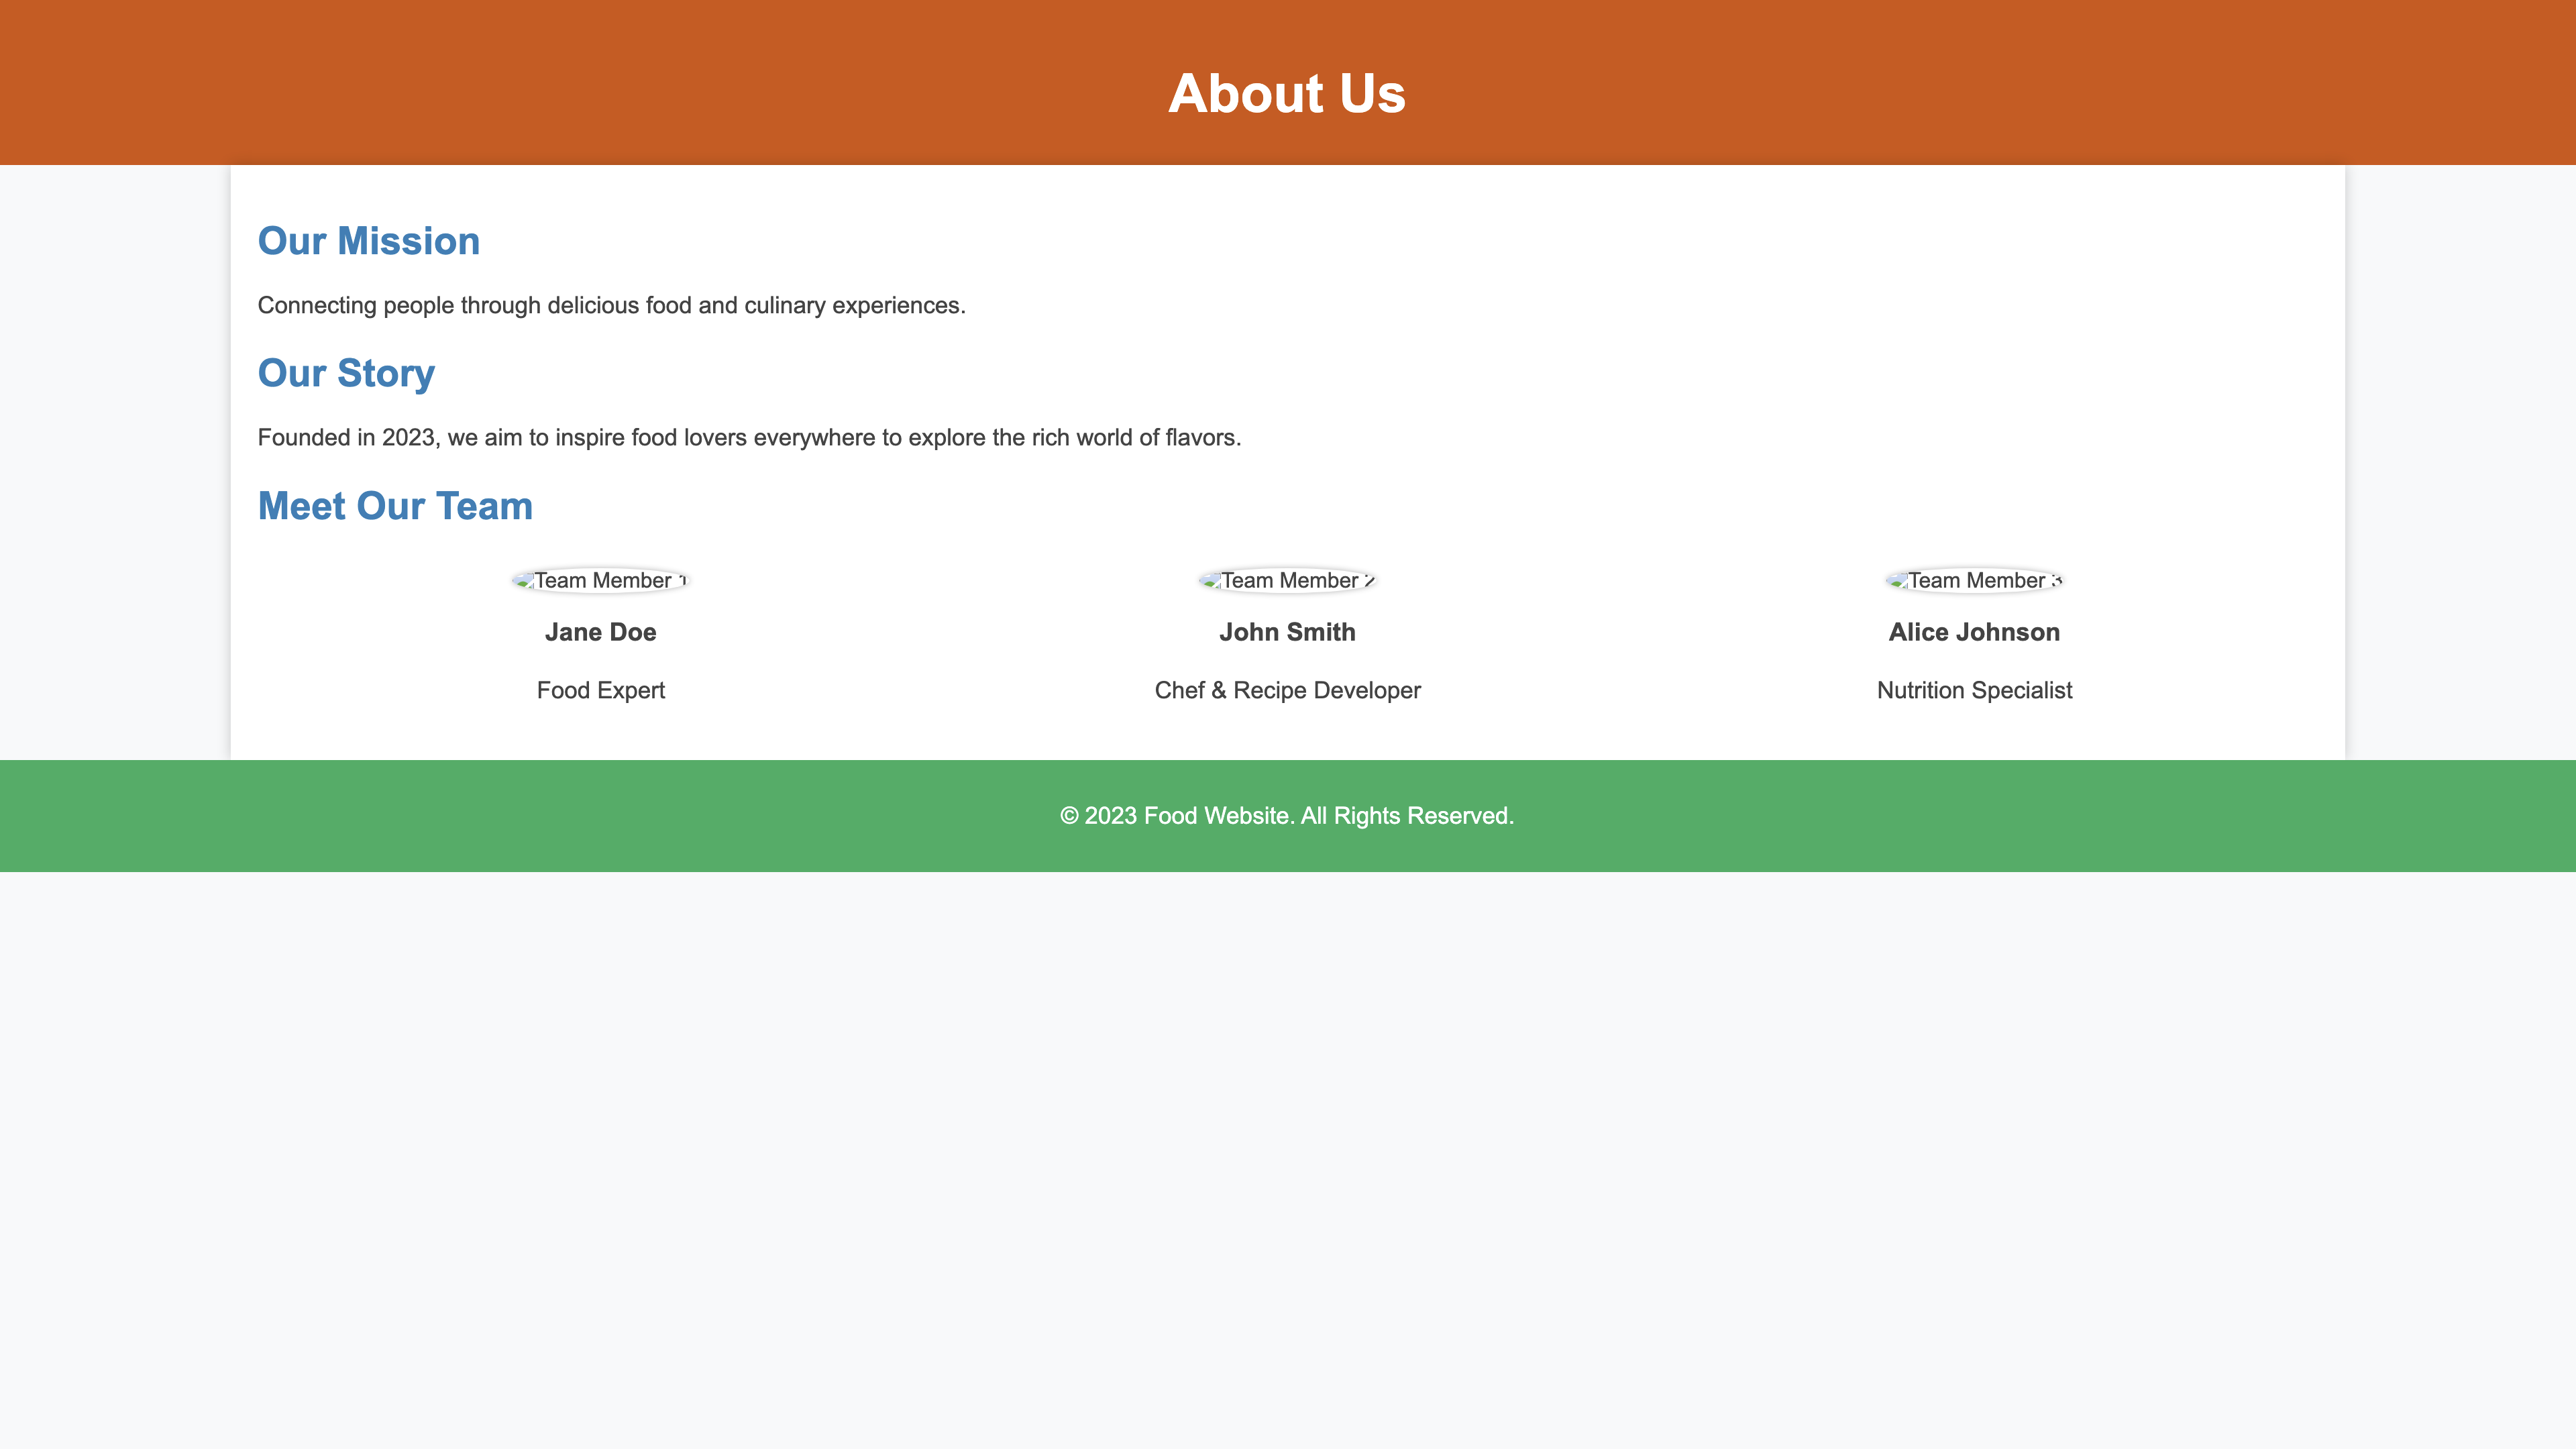 About Us
Our Mission
Connecting people through delicious food and culinary experiences.
Our Story
Founded in 2023, we aim to inspire food lovers everywhere to explore the rich world of flavors.
Meet Our Team
Team Member 1
Team Member 2
Team Member 3
Jane Doe
John Smith
Alice Johnson
Food Expert
Chef & Recipe Developer
Nutrition Specialist
© 2023 Food Website. All Rights Reserved.